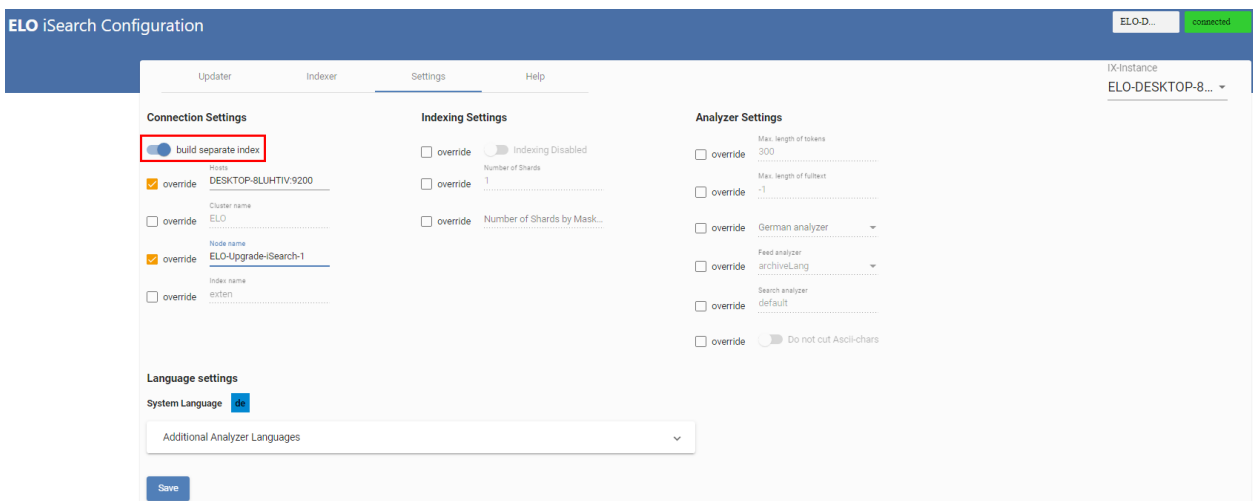 ELO iSearch Configuration
ELO-D...
connected
Updater
Indexer
Settings
Help
IX-Instance
ELO-DESKTOP-8...
Connection Settings
build separate index
Hosts
override
DESKTOP-8LUHTIV:9200
Cluster name
override
ELO
Node name
override
ELO-Upgrade-iSearch-1
Index name
override
exten
Indexing Settings
override
Indexing Disabled
Number of Shards
override
1
override
Number of Shards by Mask...
Analyzer Settings
Max. length of tokens
override
300
Max. length of fulltext
override
-1
override
German analyzer
Feed analyzer
override
archiveLang
Search analyzer
override
default
override
Do not cut Ascii-chars
Language settings
System Language de
Additional Analyzer Languages
Save